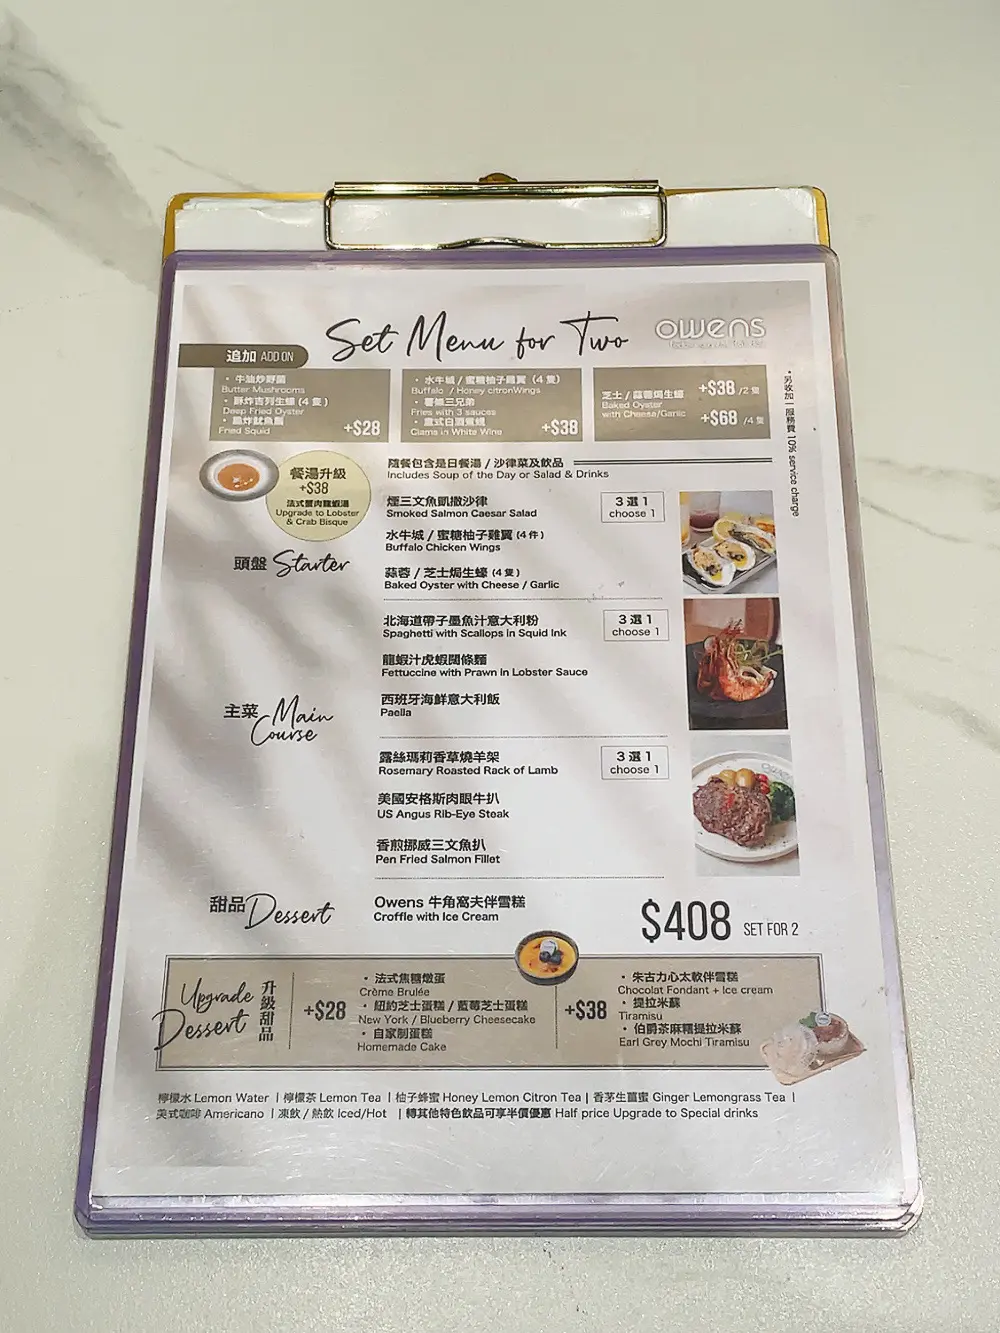 Set Menu for Two
owens
追加 ADD ON
・牛油炒野菌
Butter Mushrooms
・酥炸吉列生蠔 (4 隻)
Deep Fried Oyster
Fried Squid
+$28
・水牛城 / 蜜糖柚子雞翼 (4 隻)
Buffalo / Honey citronWings
・薯條三兄弟
Fries with 3 sauces
・意式白酒煮蜆
Clams in White Wine
+$38
芝士 / 蒜蓉焗生蠔
Baked Oyster
with Cheese/Garlic
+$38 /2 隻
+$68 /4 隻
・另收加一服務費 10% service charge
餐湯升級
+$38
法式蟹肉龍蝦湯
Upgrade to Lobster
& Crab Bisque
隨餐包含是日餐湯 / 沙律菜及飲品
Includes Soup of the Day or Salad & Drinks
頭盤 Starter
煙三文魚凱撒沙律
Smoked Salmon Caesar Salad
3 選 1
choose 1
水牛城 / 蜜糖柚子雞翼 (4 件)
Buffalo Chicken Wings
蒜蓉 / 芝士焗生蠔 (4 隻)
Baked Oyster with Cheese / Garlic
主菜 Main Course
北海道帶子墨魚汁意大利粉
Spaghetti with Scallops in Squid Ink
3 選 1
choose 1
龍蝦汁虎蝦闊條麵
Fettuccine with Prawn in Lobster Sauce
西班牙海鮮意大利飯
Paella
露絲瑪莉香草燒羊架
Rosemary Roasted Rack of Lamb
3 選 1
choose 1
美國安格斯肉眼牛扒
US Angus Rib-Eye Steak
香煎挪威三文魚扒
Pen Fried Salmon Fillet
甜品 Dessert
Owens 牛角窩夫伴雪糕
Croffle with Ice Cream
$408 SET FOR 2
Upgrade Dessert 升級甜品
+$28
・法式焦糖燉蛋
Crème Brulée
・紐約芝士蛋糕 / 藍莓芝士蛋糕
New York / Blueberry Cheesecake
・自家制蛋糕
Homemade Cake
+$38
・朱古力心太軟伴雪糕
Chocolat Fondant + Ice cream
・提拉米蘇
Tiramisu
・伯爵茶麻糬提拉米蘇
Earl Grey Mochi Tiramisu
檸檬水 Lemon Water | 檸檬茶 Lemon Tea | 柚子蜂蜜 Honey Lemon Citron Tea | 香茅生薑蜜 Ginger Lemongrass Tea |
美式咖啡 Americano | 凍飲 / 熱飲 Iced/Hot | 轉其他特色飲品可享半價優惠 Half price Upgrade to Special drinks